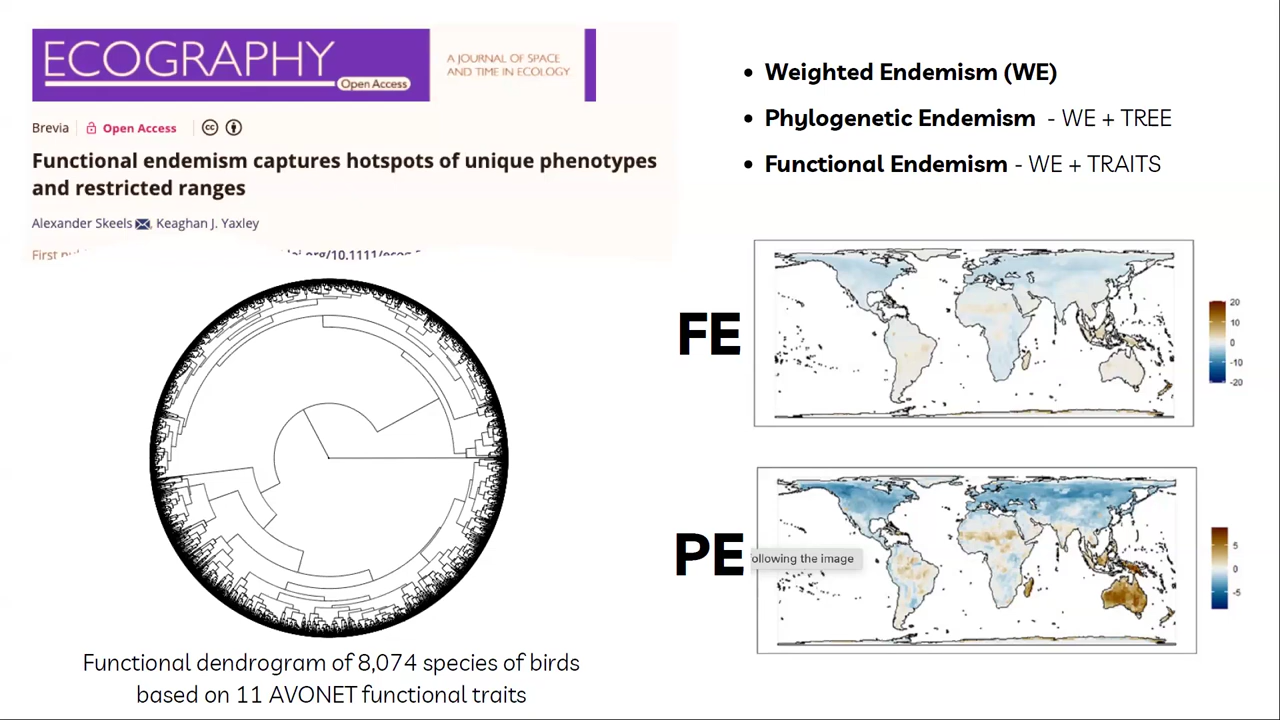 ECOGRAPHY
Open Access
A JOURNAL OF SPACE
AND TIME IN ECOLOGY
Brevia
Open Access
Functional endemism captures hotspots of unique phenotypes
and restricted ranges
Alexander Skeels, Keaghan J. Yaxley
• Weighted Endemism (WE)
• Phylogenetic Endemism - WE + TREE
• Functional Endemism - WE + TRAITS
FE
20
10
0
-10
-20
PE
ollowing the image
5
0
-5
Functional dendrogram of 8,074 species of birds
based on 11 AVONET functional traits